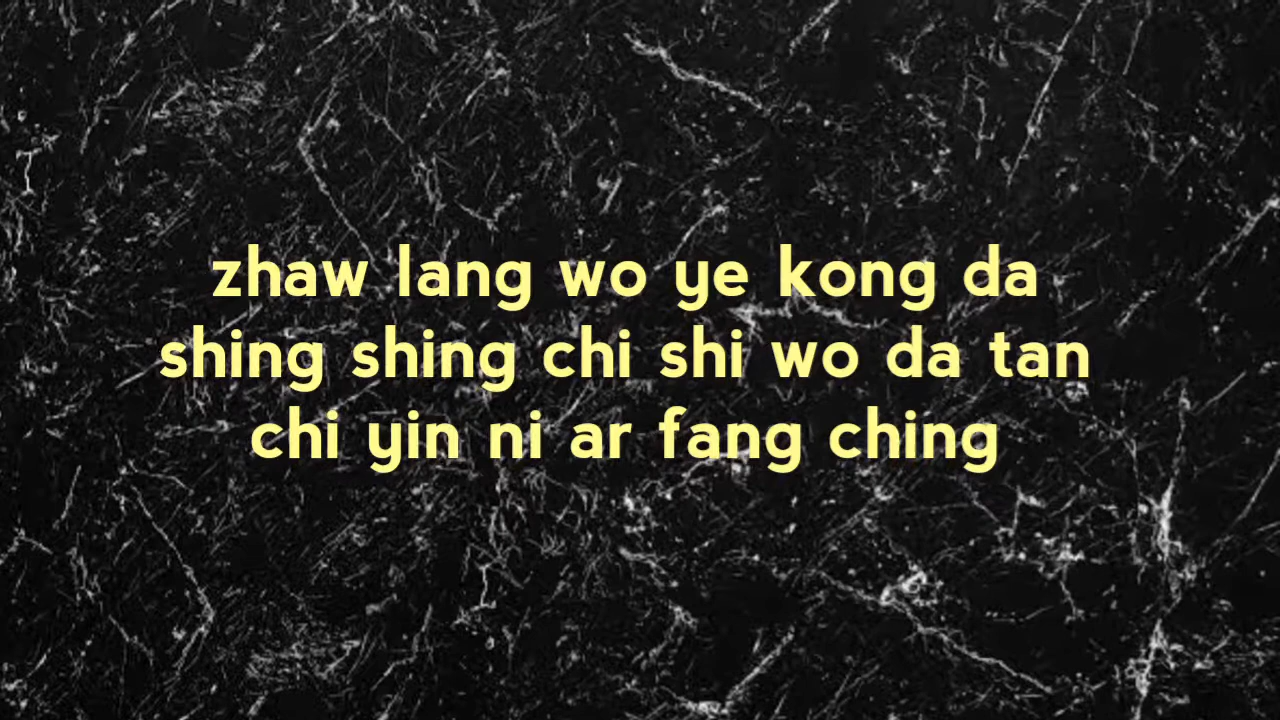 zhaw lang wo ye kong da
shing shing chi shi wo da tan
chi yin ni ar fang ching